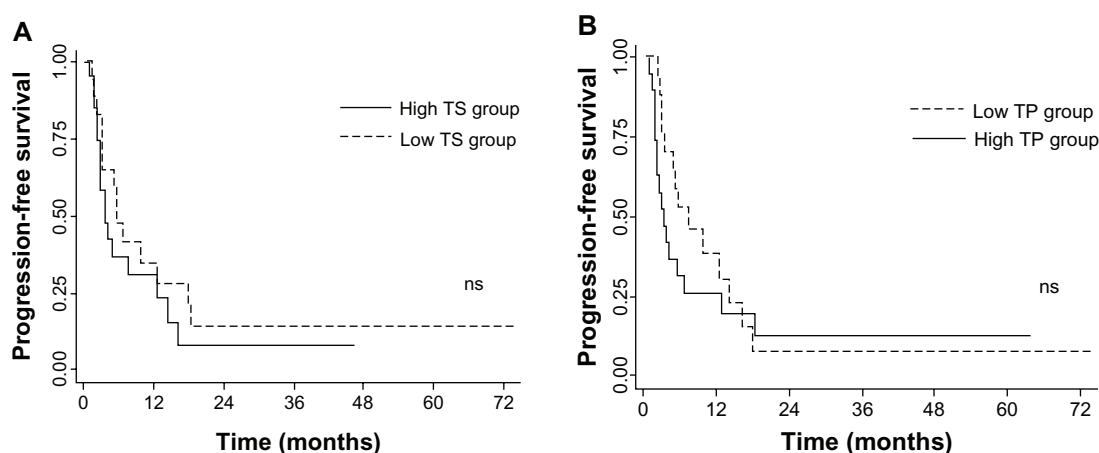 A
Progression-free survival
1.00
0.75
0.50
0.25
0.00
High TS group
Low TS group
ns
0 12 24 36 48 60 72
Time (months)
B
Progression-free survival
1.00
0.75
0.50
0.25
0.00
Low TP group
High TP group
ns
0 12 24 36 48 60 72
Time (months)